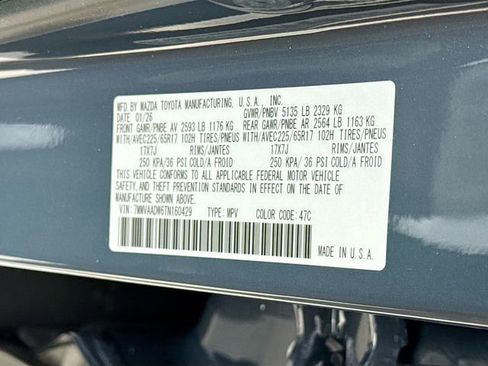 MFD BY MAZDA TOYOTA MANUFACTURING, U.S.A., INC.
DATE 01/26 GVWR/PNBV 5135 LB 2329 KG
FRONT GAWR/PNBE AV 2593 LB 1176 KG REAR GAWR/PNBE AR 2564 LB 1163 KG
WITH/AVEC225/65R17 102H TIRES/PNEUS WITH/AVEC225/65R17 102H TIRES/PNEUS
17X7J RIMS/JANTES 17X7J RIMS/JANTES
250 KPA/36 PSI COLD/A FROID 250 KPA/36 PSI COLD/A FROID
THIS VEHICLE CONFORMS TO ALL APPLICABLE FEDERAL MOTOR VEHICLE
SAFETY, AND THEFT PREVENTION STANDARDS IN EFFECT ON THE DATE OF
MANUFACTURE SHOWN ABOVE.
VIN: 7MMVAADW6TN160429 TYPE: MPV COLOR CODE: 47C
MADE IN U.S.A.